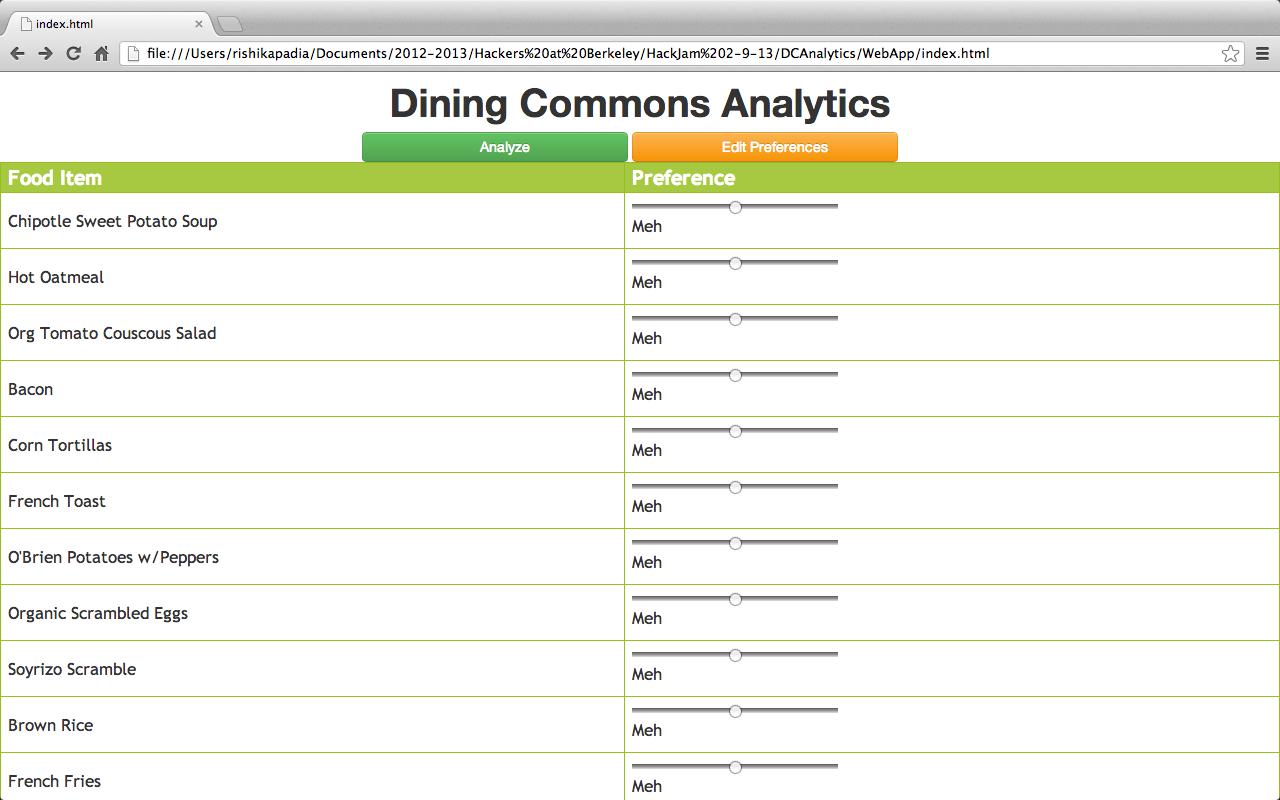 index.html
file:///Users/rishikapadia/Documents/2012-2013/Hackers%20at%20Berkeley/HackJam%202-9-13/DCAnalytics/WebApp/index.html
Dining Commons Analytics
Analyze Edit Preferences
Food Item Preference
Chipotle Sweet Potato Soup
Meh
Hot Oatmeal
Meh
Org Tomato Couscous Salad
Meh
Bacon
Meh
Corn Tortillas
Meh
French Toast
Meh
O'Brien Potatoes w/Peppers
Meh
Organic Scrambled Eggs
Meh
Soyrizo Scramble
Meh
Brown Rice
Meh
French Fries
Meh